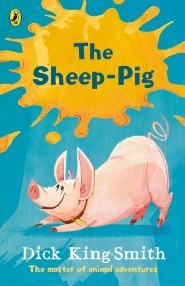 The
Sheep-Pig
Dick King-Smith
The master of animal adventures